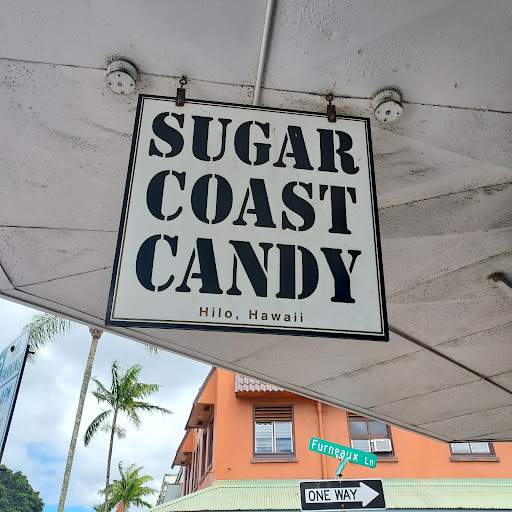 SUGAR
COAST
CANDY
Hilo, Hawaii
Furneaux Ln
ONE WAY